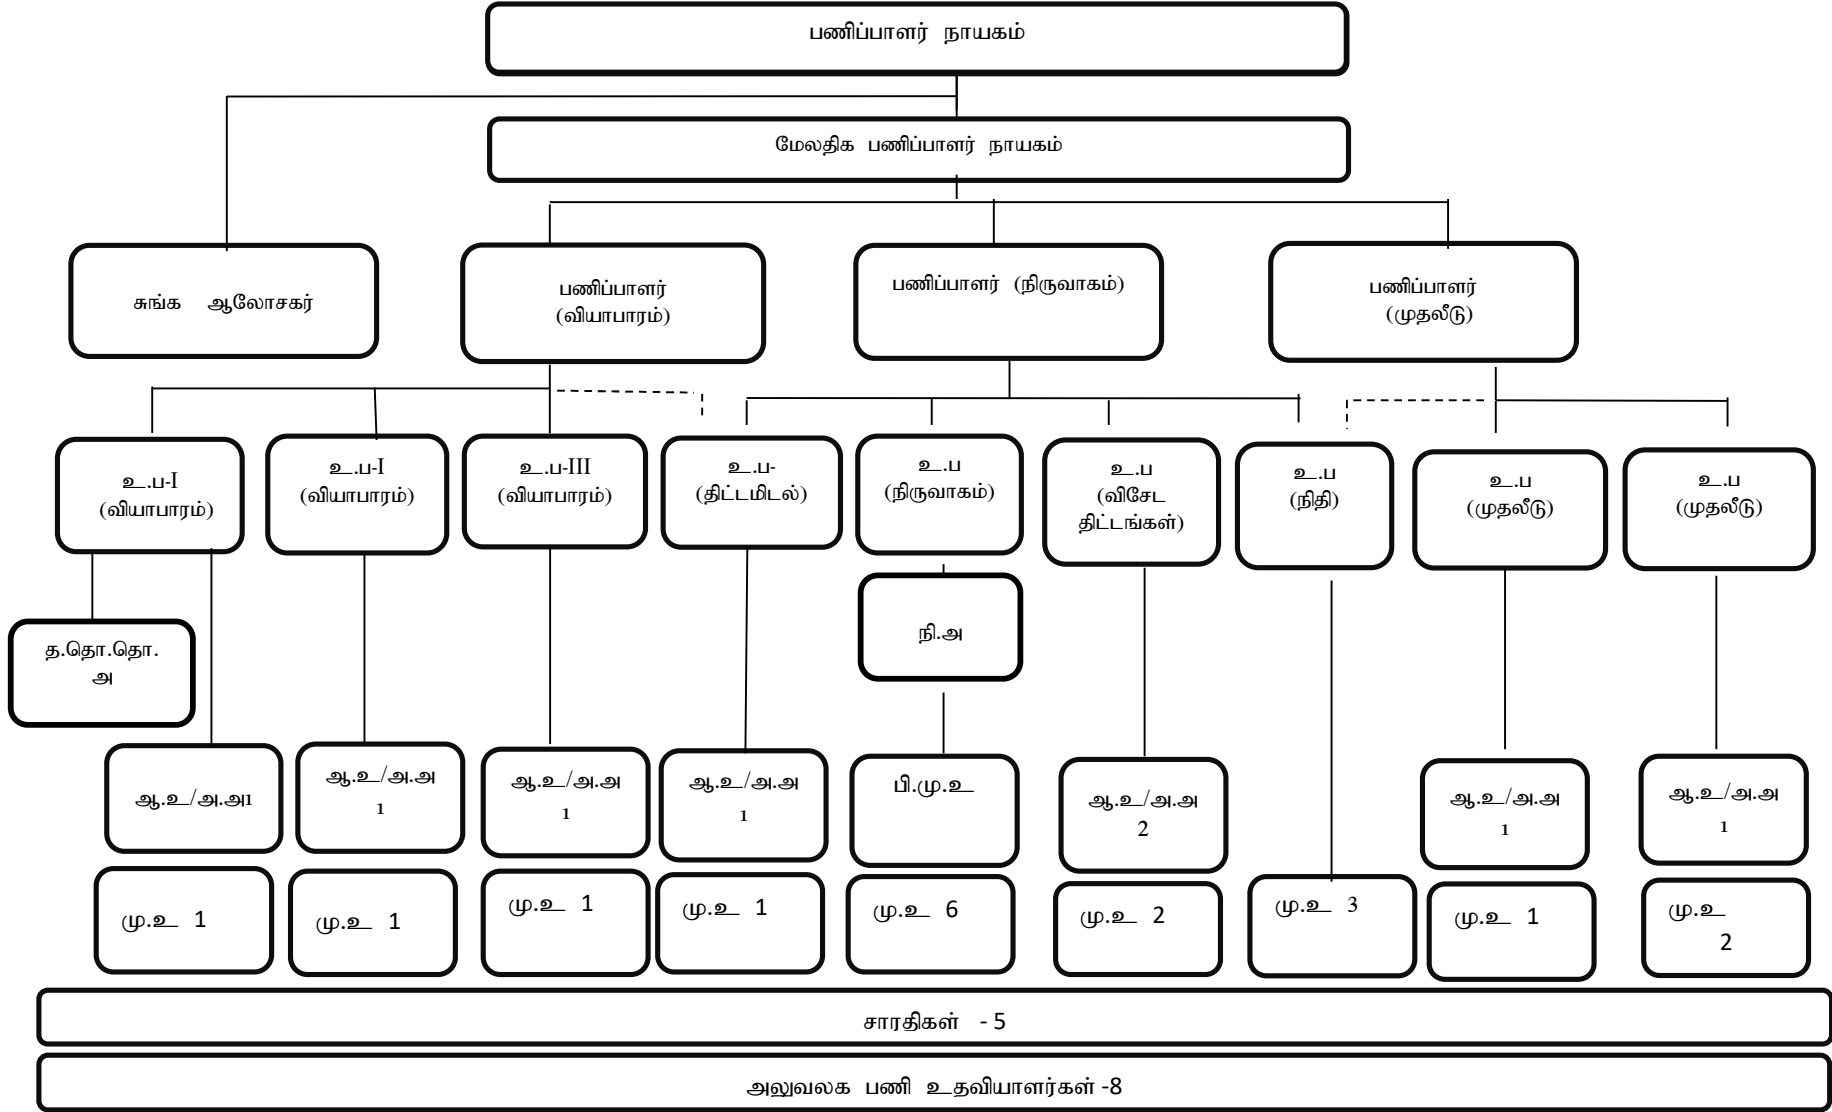 பணிப்பாளர் நாயகம்
மேலதிக பணிப்பாளர் நாயகம்
சுங்க ஆலோசகர்
பணிப்பாளர்
(வியாபாரம்)
பணிப்பாளர் (நிருவாகம்)
பணிப்பாளர்
(முதலீடு)
உ.ப-I
(வியாபாரம்)
உ.ப-I
(வியாபாரம்)
உ.ப-III
(வியாபாரம்)
உ.ப-
(திட்டமிடல்)
உ.ப
(நிருவாகம்)
உ.ப
(விசேட
திட்டங்கள்)
உ.ப
(நிதி)
உ.ப
(முதலீடு)
உ.ப
(முதலீடு)
த.தொ.தொ.
அ
நி.அ
ஆ.உ/அ.அ1
ஆ.உ/அ.அ
1
ஆ.உ/அ.அ
1
ஆ.உ/அ.அ
1
பி.மு.உ
ஆ.உ/அ.அ
2
ஆ.உ/அ.அ
1
ஆ.உ/அ.அ
1
மு.உ 1
மு.உ 1
மு.உ 1
மு.உ 1
மு.உ 6
மு.உ 2
மு.உ 3
மு.உ 1
மு.உ
2
சாரதிகள் - 5
அலுவலக பணி உதவியாளர்கள் -8